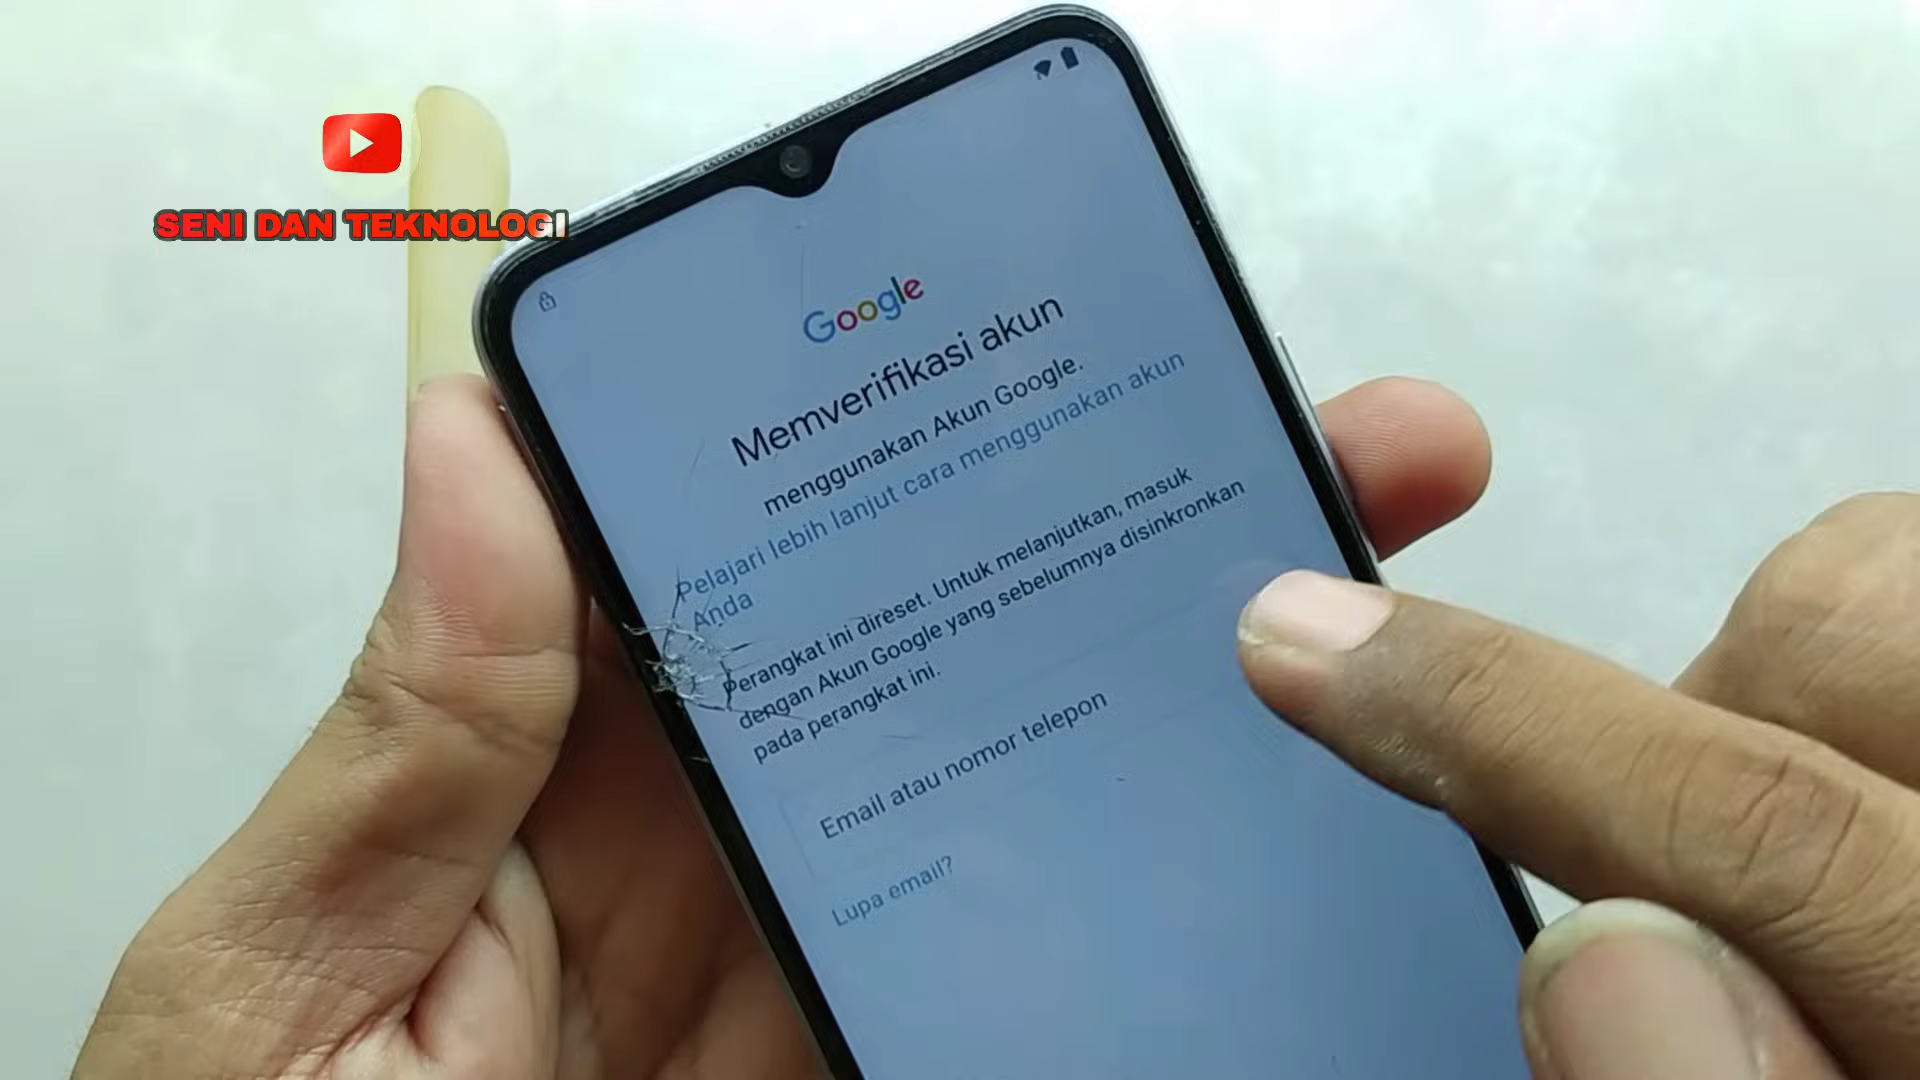 SENI DAN TEKNOLOGI
Google
Memverifikasi akun
menggunakan Akun Google.
Pelajari lebih lanjut cara menggunakan akun
Anda
Perangkat ini direset. Untuk melanjutkan, masuk
dengan Akun Google yang sebelumnya disinkronkan
pada perangkat ini.
Email atau nomor telepon
Lupa email?